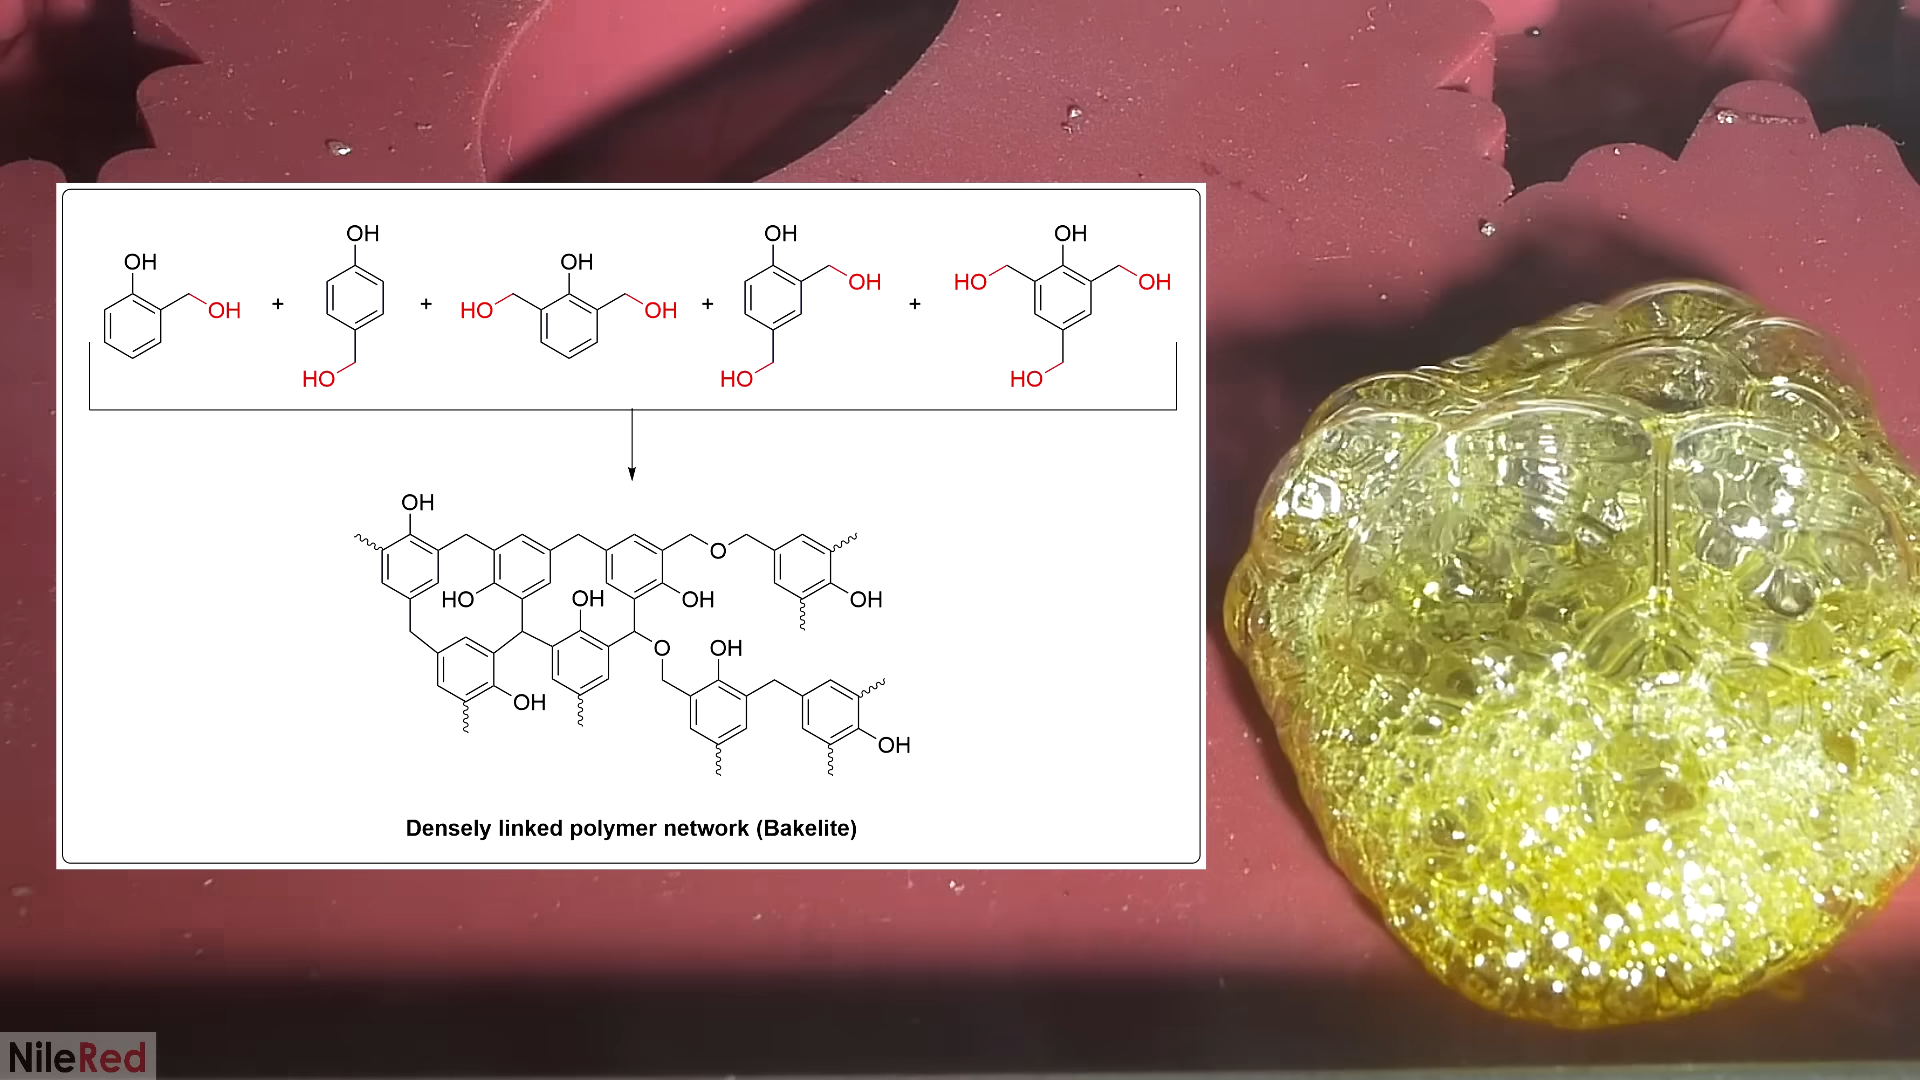 OH OH OH OH OH
OH + HO + HO OH + OH HO + HO OH HO
OH
O
HO OH OH OH
O OH
OH
OH
Densely linked polymer network (Bakelite)
NileRed